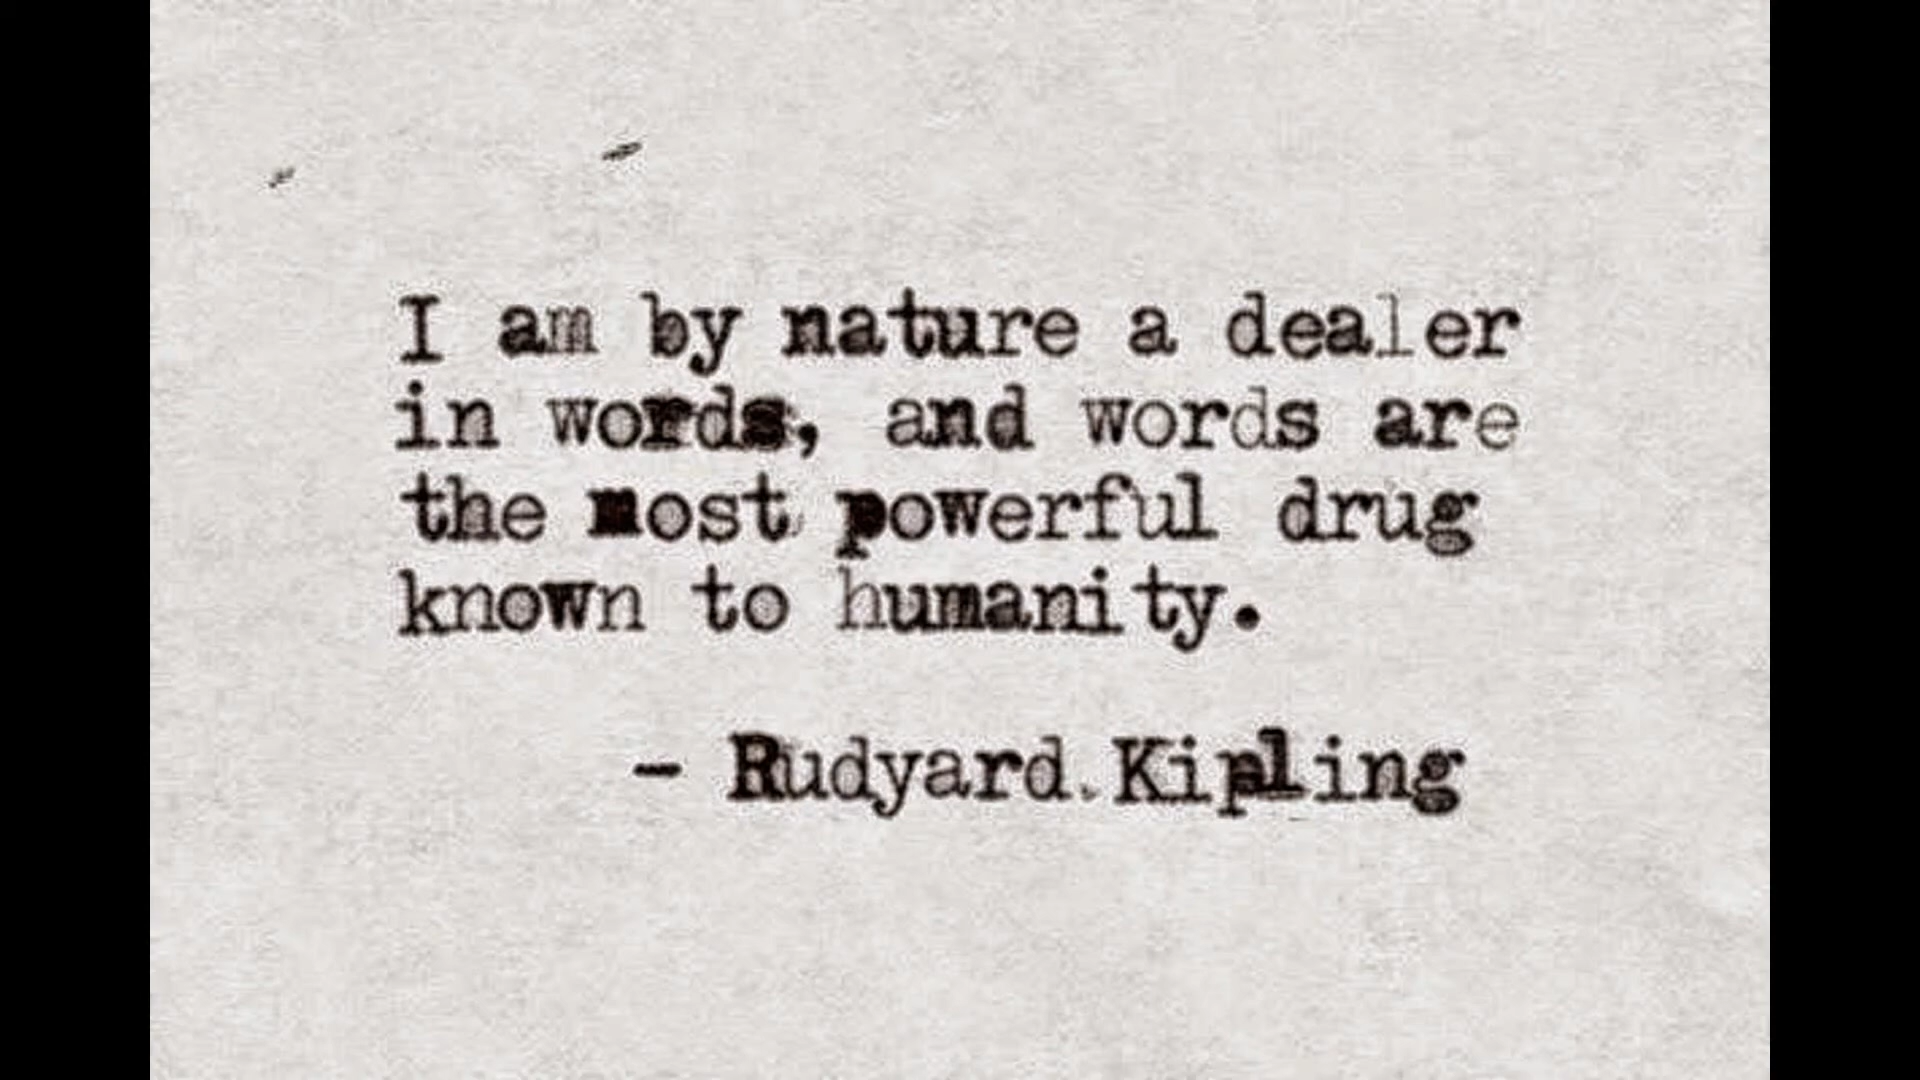 I am by nature a dealer
in words, and words are
the most powerful drug
known to humanity.
- Rudyard Kipling